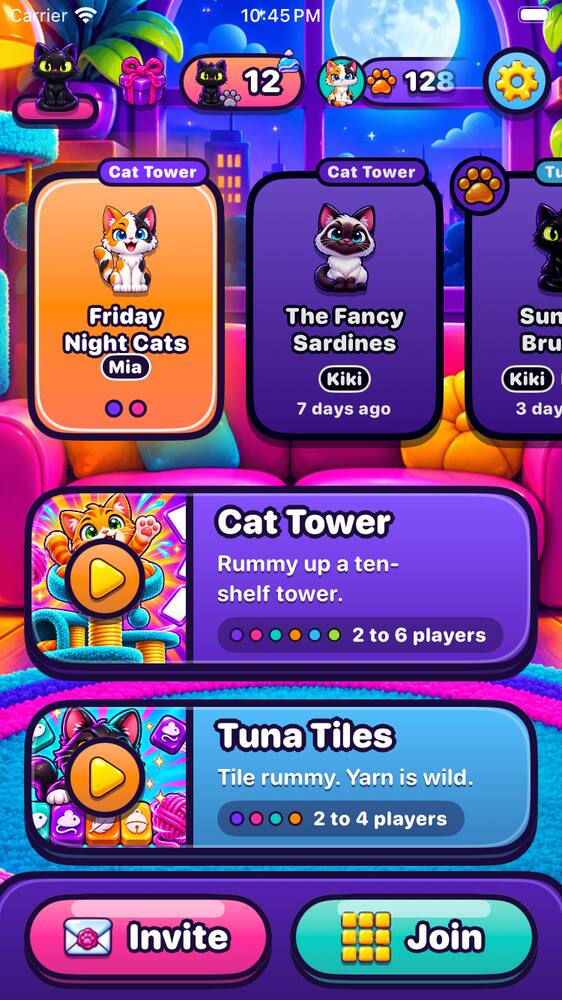 Carrier 10:45 PM
12
128
Cat Tower
Friday
Night Cats
Mia
Cat Tower
The Fancy
Sardines
Kiki
7 days ago
Kiki
Cat Tower
Rummy up a ten-
shelf tower.
2 to 6 players
Tuna Tiles
Tile rummy. Yarn is wild.
2 to 4 players
Invite
Join